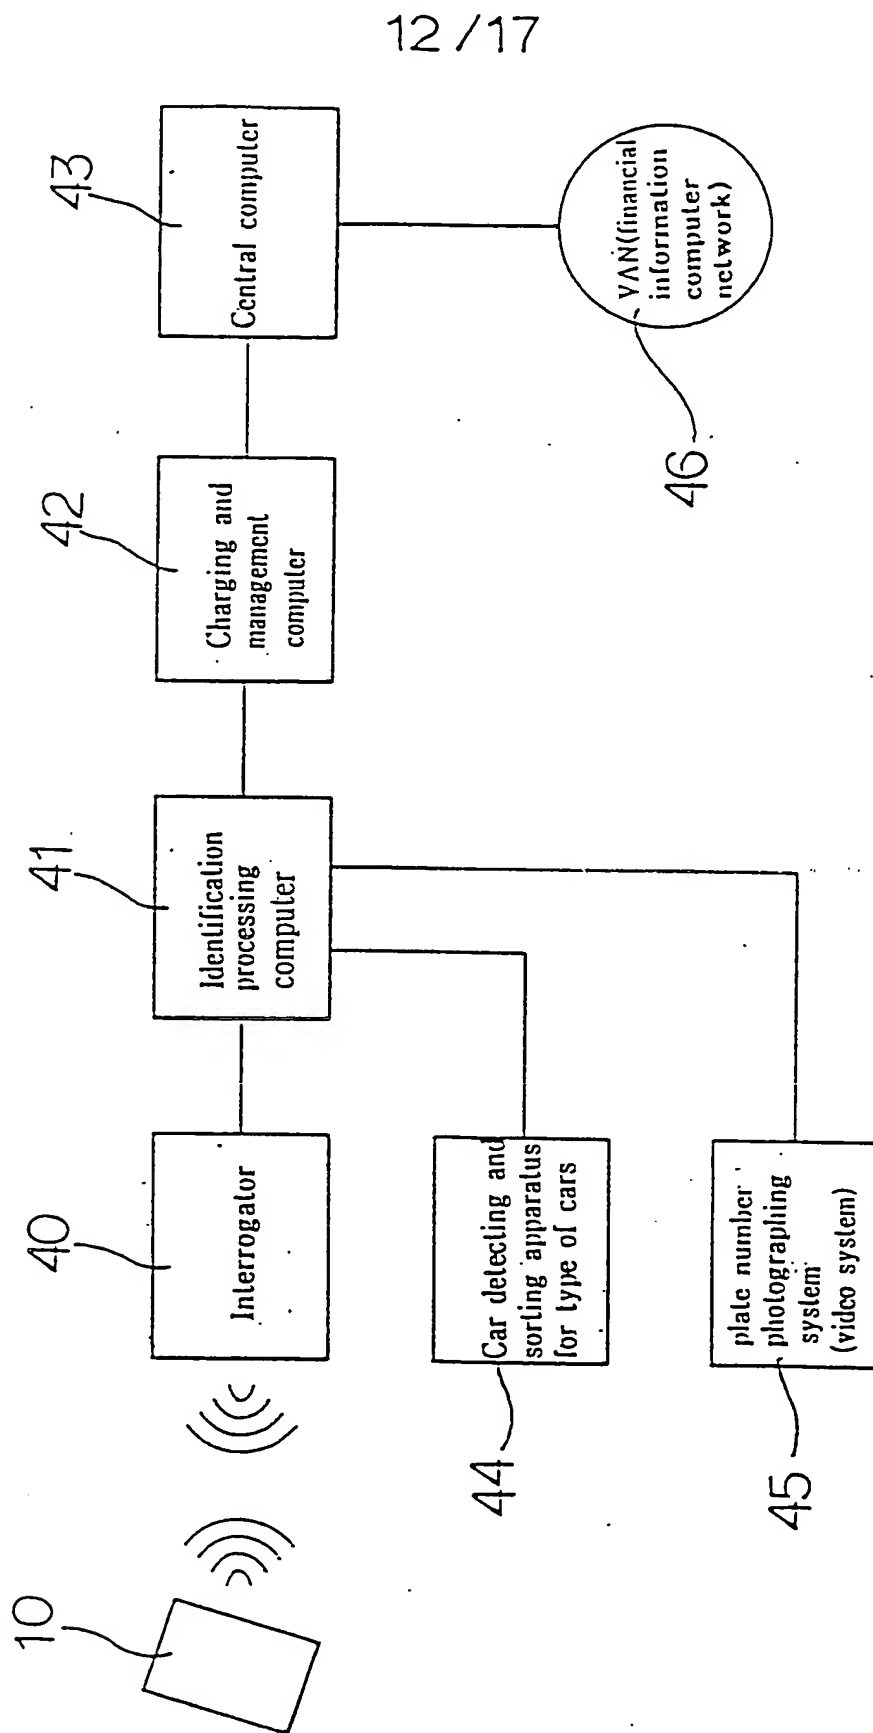 12/17
10
40
Interrogator
41
Identification
processing
computer
42
Charging and
management
computer
43
Central computer
44
Car detecting and
sorting apparatus
for type of cars
45
plate number
photographing
system
(video system)
46
VAN(financial
information
computer
network)